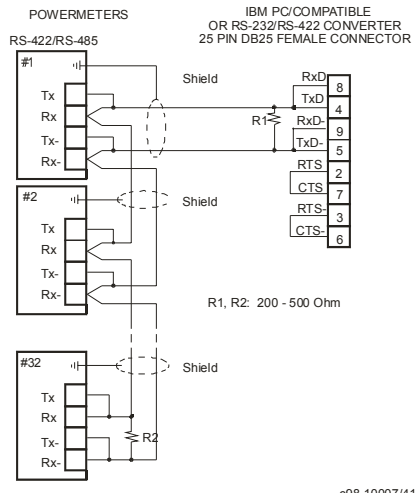 POWERMETERS
IBM PC/COMPATIBLE
OR RS-232/RS-422 CONVERTER
25 PIN DB25 FEMALE CONNECTOR
RS-422/RS-485
#1
Shield
Tx
Rx
Tx-
Rx-
R1
RxD
8
TxD
4
RxD-
9
TxD-
5
RTS
2
CTS
7
RTS-
3
CTS-
6
#2
Shield
Tx
Rx
Tx-
Rx-
R1, R2: 200 - 500 Ohm
#32
Shield
Tx
Rx
Tx-
Rx-
R2